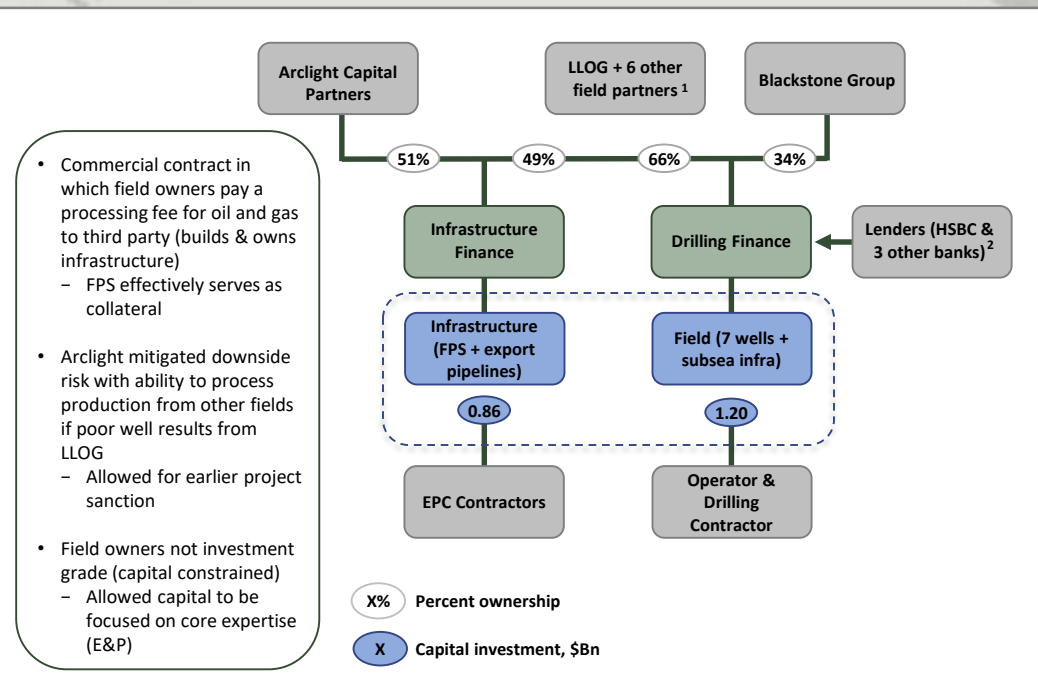 Arclight Capital
Partners
LLOG + 6 other
field partners 1
Blackstone Group
51%
49%
66%
34%
• Commercial contract in
which field owners pay a
processing fee for oil and gas
to third party (builds & owns
infrastructure)
− FPS effectively serves as
collateral
• Arclight mitigated downside
risk with ability to process
production from other fields
if poor well results from
LLOG
− Allowed for earlier project
sanction
• Field owners not investment
grade (capital constrained)
− Allowed capital to be
focused on core expertise
(E&P)
Infrastructure
Finance
Drilling Finance
Lenders (HSBC &
3 other banks)2
Infrastructure
(FPS + export
pipelines)
Field (7 wells +
subsea infra)
0.86
1.20
EPC Contractors
Operator &
Drilling
Contractor
X% Percent ownership
X Capital investment, $Bn